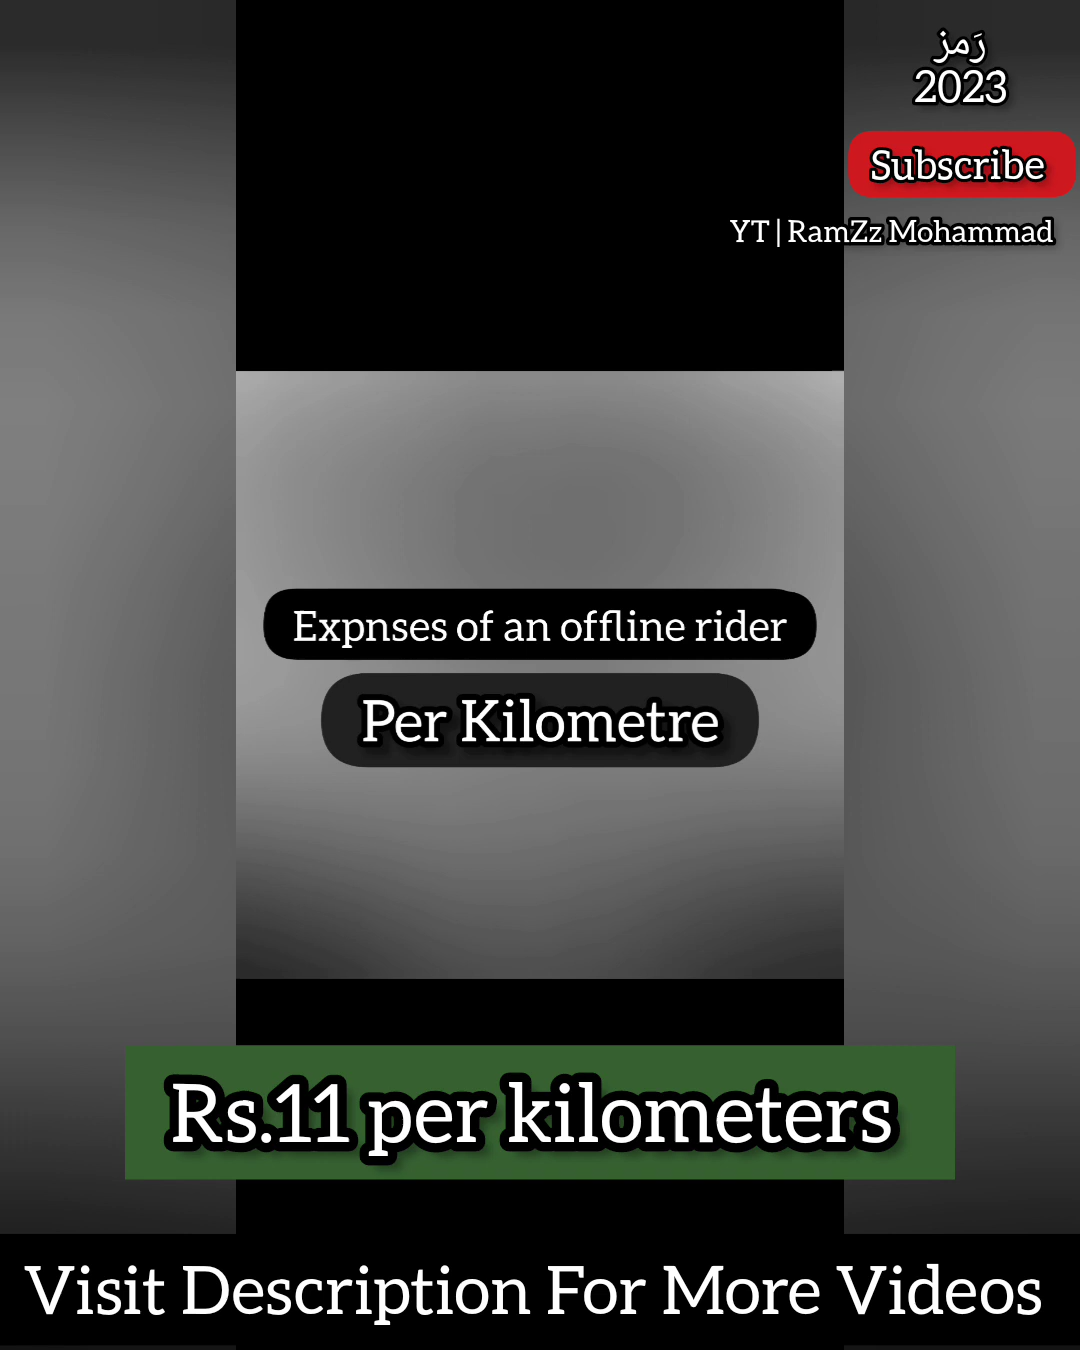 رَمز
2023
Subscribe
YT | RamZz Mohammad
Expnses of an offline rider
Per Kilometre
Rs.11 per kilometers
Visit Description For More Videos